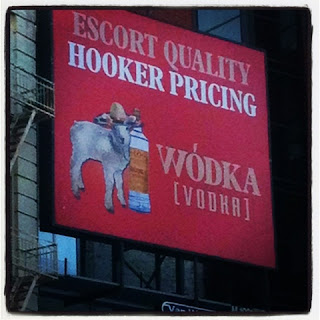 ESCORT QUALITY
HOOKER PRICING
WÓDKA
[VODKA]